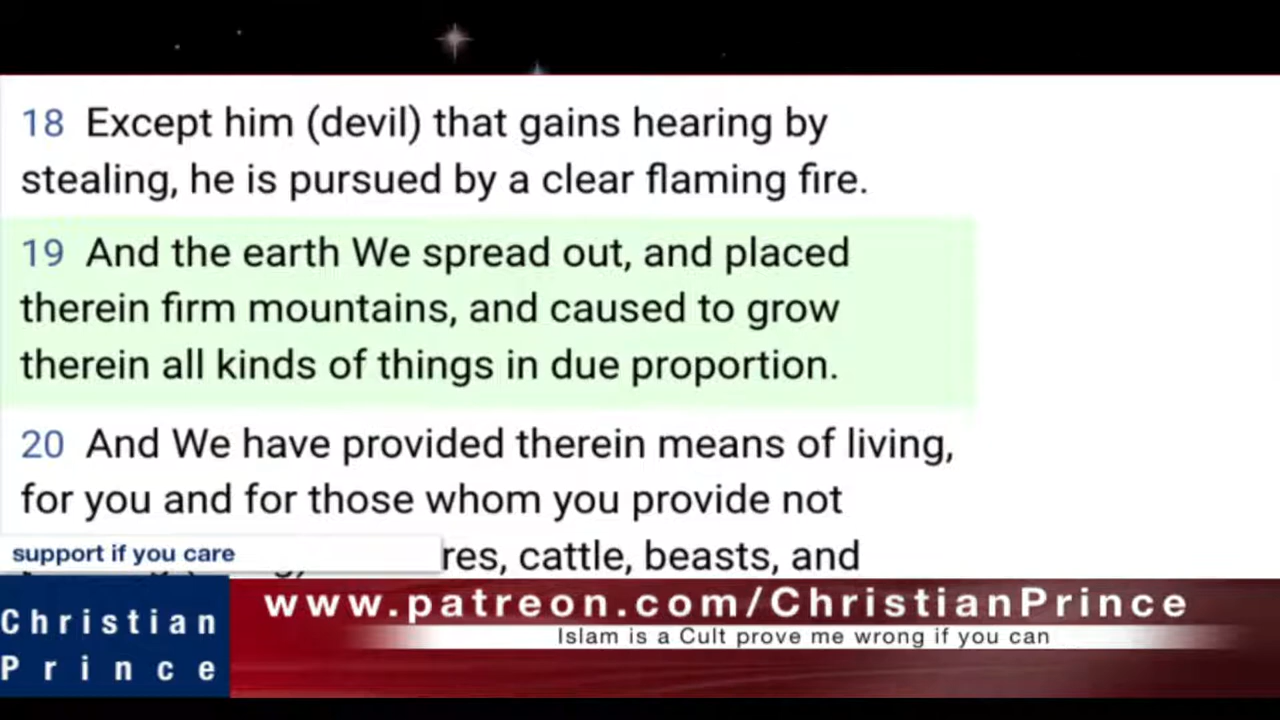 18 Except him (devil) that gains hearing by
stealing, he is pursued by a clear flaming fire.
19 And the earth We spread out, and placed
therein firm mountains, and caused to grow
therein all kinds of things in due proportion.
20 And We have provided therein means of living,
for you and for those whom you provide not
res, cattle, beasts, and
support if you care
Christian
Prince
www.patreon.com/ChristianPrince
Islam is a Cult prove me wrong if you can